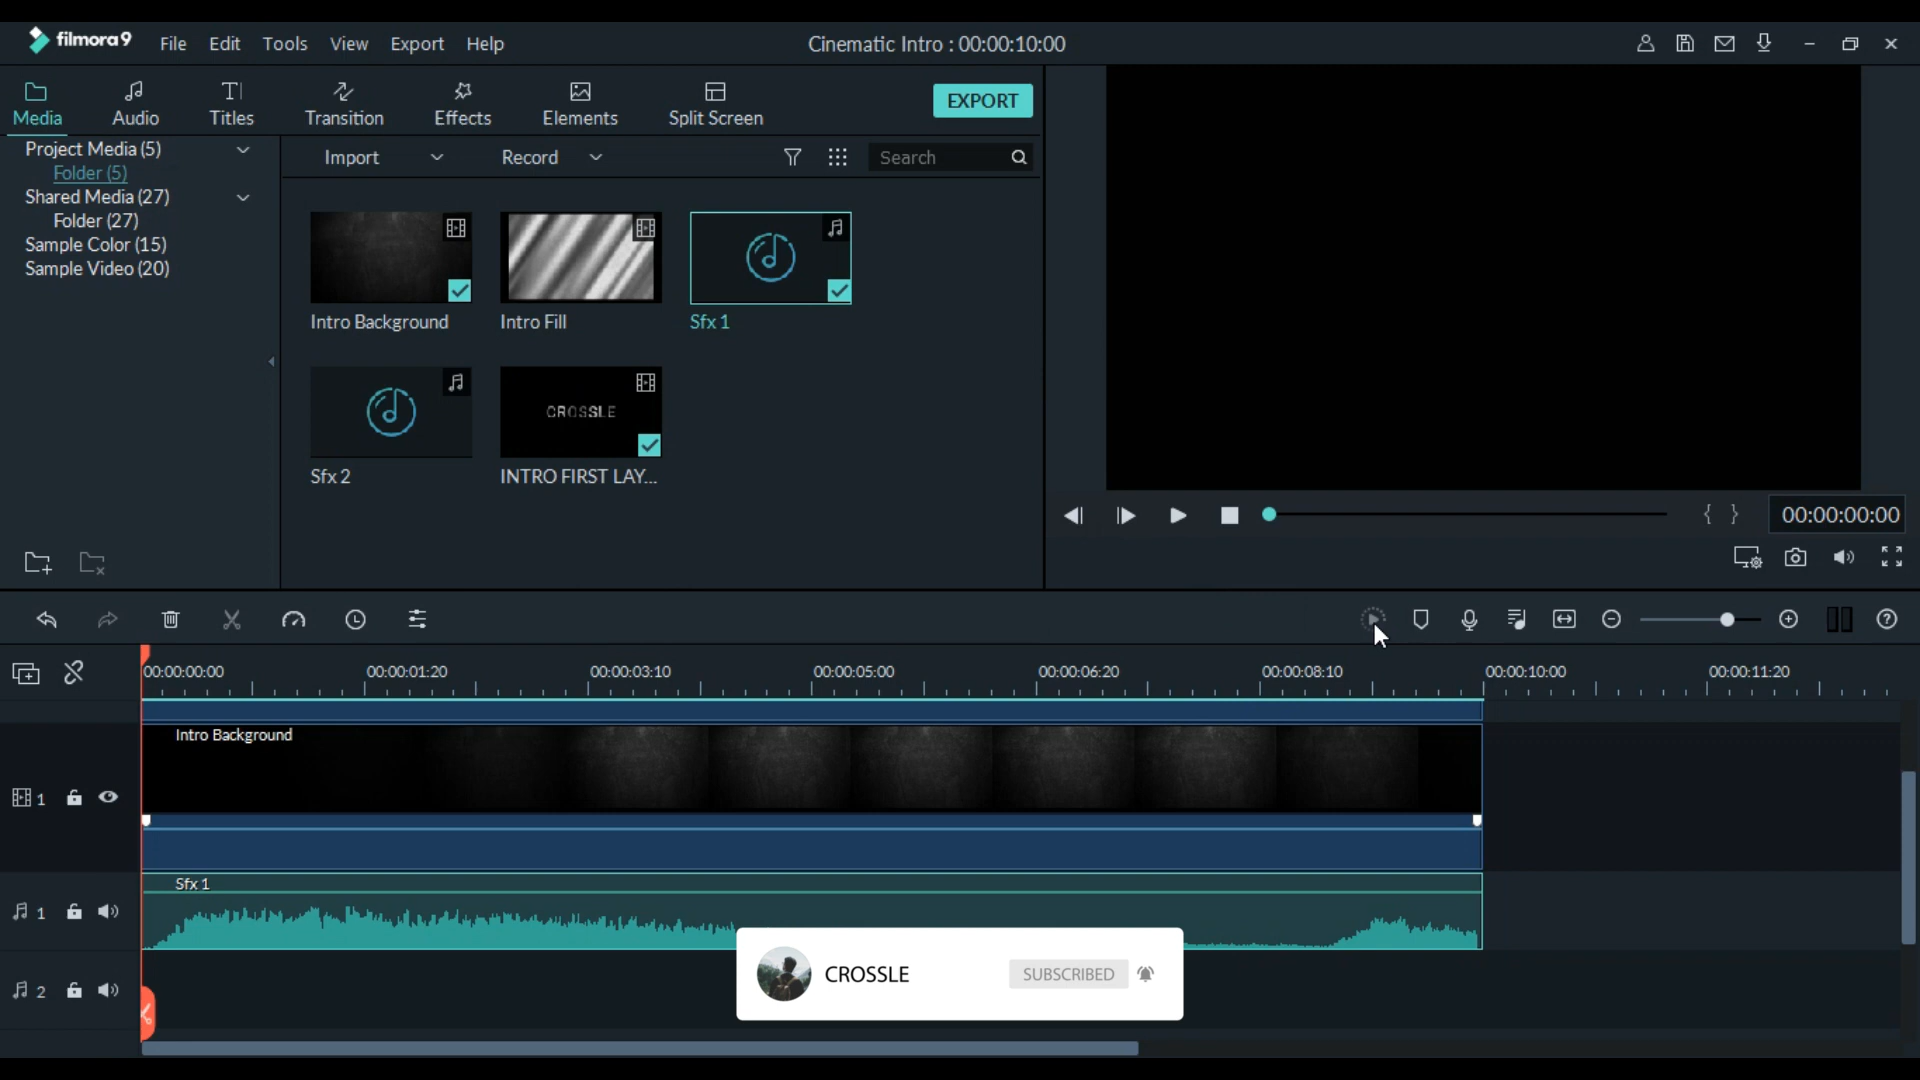 filmora9 File Edit Tools View Export Help Cinematic Intro : 00:00:10:00
Media Audio Titles Transition Effects Elements Split Screen EXPORT
Project Media (5)
Folder (5)
Shared Media (27)
Folder (27)
Sample Color (15)
Sample Video (20)
Import Record Search
Intro Background Intro Fill Sfx 1
CROSSLE
Sfx 2 INTRO FIRST LAY...
{ } 00:00:00:00
00:00:00:00 00:00:01:20 00:00:03:10 00:00:05:00 00:00:06:20 00:00:08:10 00:00:10:00 00:00:11:20
Intro Background
1
Sfx 1
1
CROSSLE SUBSCRIBED
2